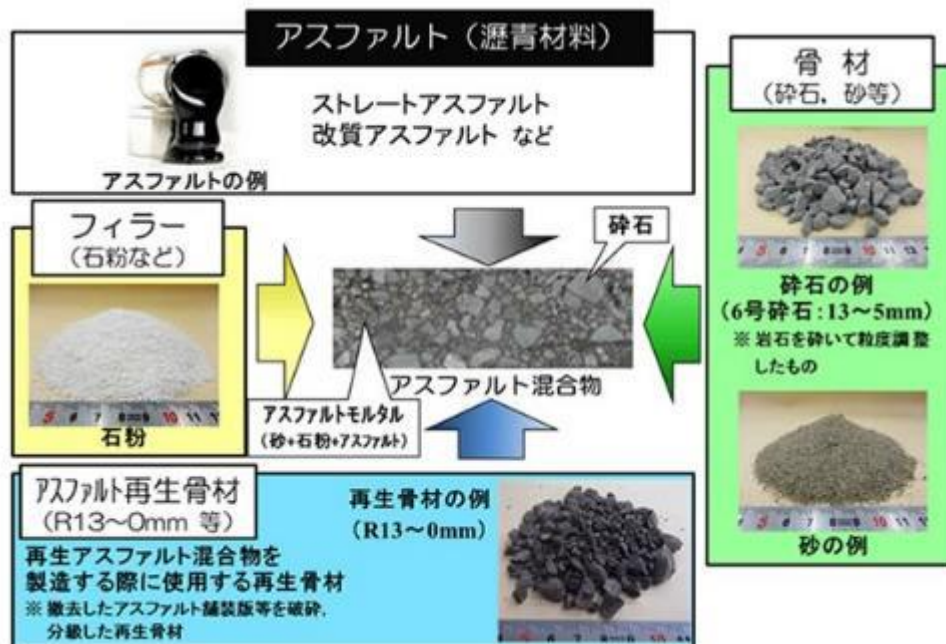 アスファルト（瀝青材料）
ストレートアスファルト
改質アスファルト など
アスファルトの例
骨 材
（砕石，砂等）
砕石の例
(6号砕石:13～5mm)
※ 岩石を砕いて粒度調整
したもの
砂の例
フィラー
（石粉など）
石粉
砕石
アスファルト混合物
アスファルトモルタル
(砂+石粉+アスファルト)
アスファルト再生骨材
（R13～0mm 等）
再生骨材の例
(R13～0mm)
再生アスファルト混合物を
製造する際に使用する再生骨材
※ 撤去したアスファルト舗装版等を破砕，
分級した再生骨材